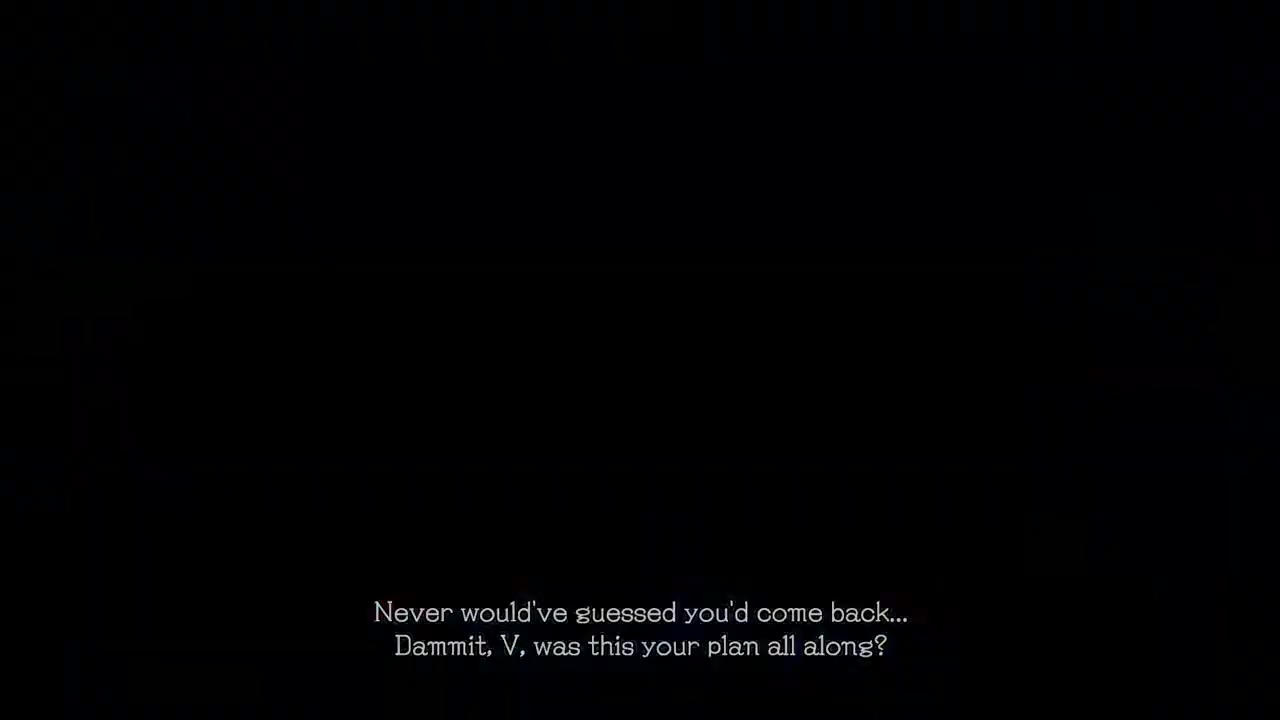 Never would've guessed you'd come back...
Dammit, V, was this your plan all along?